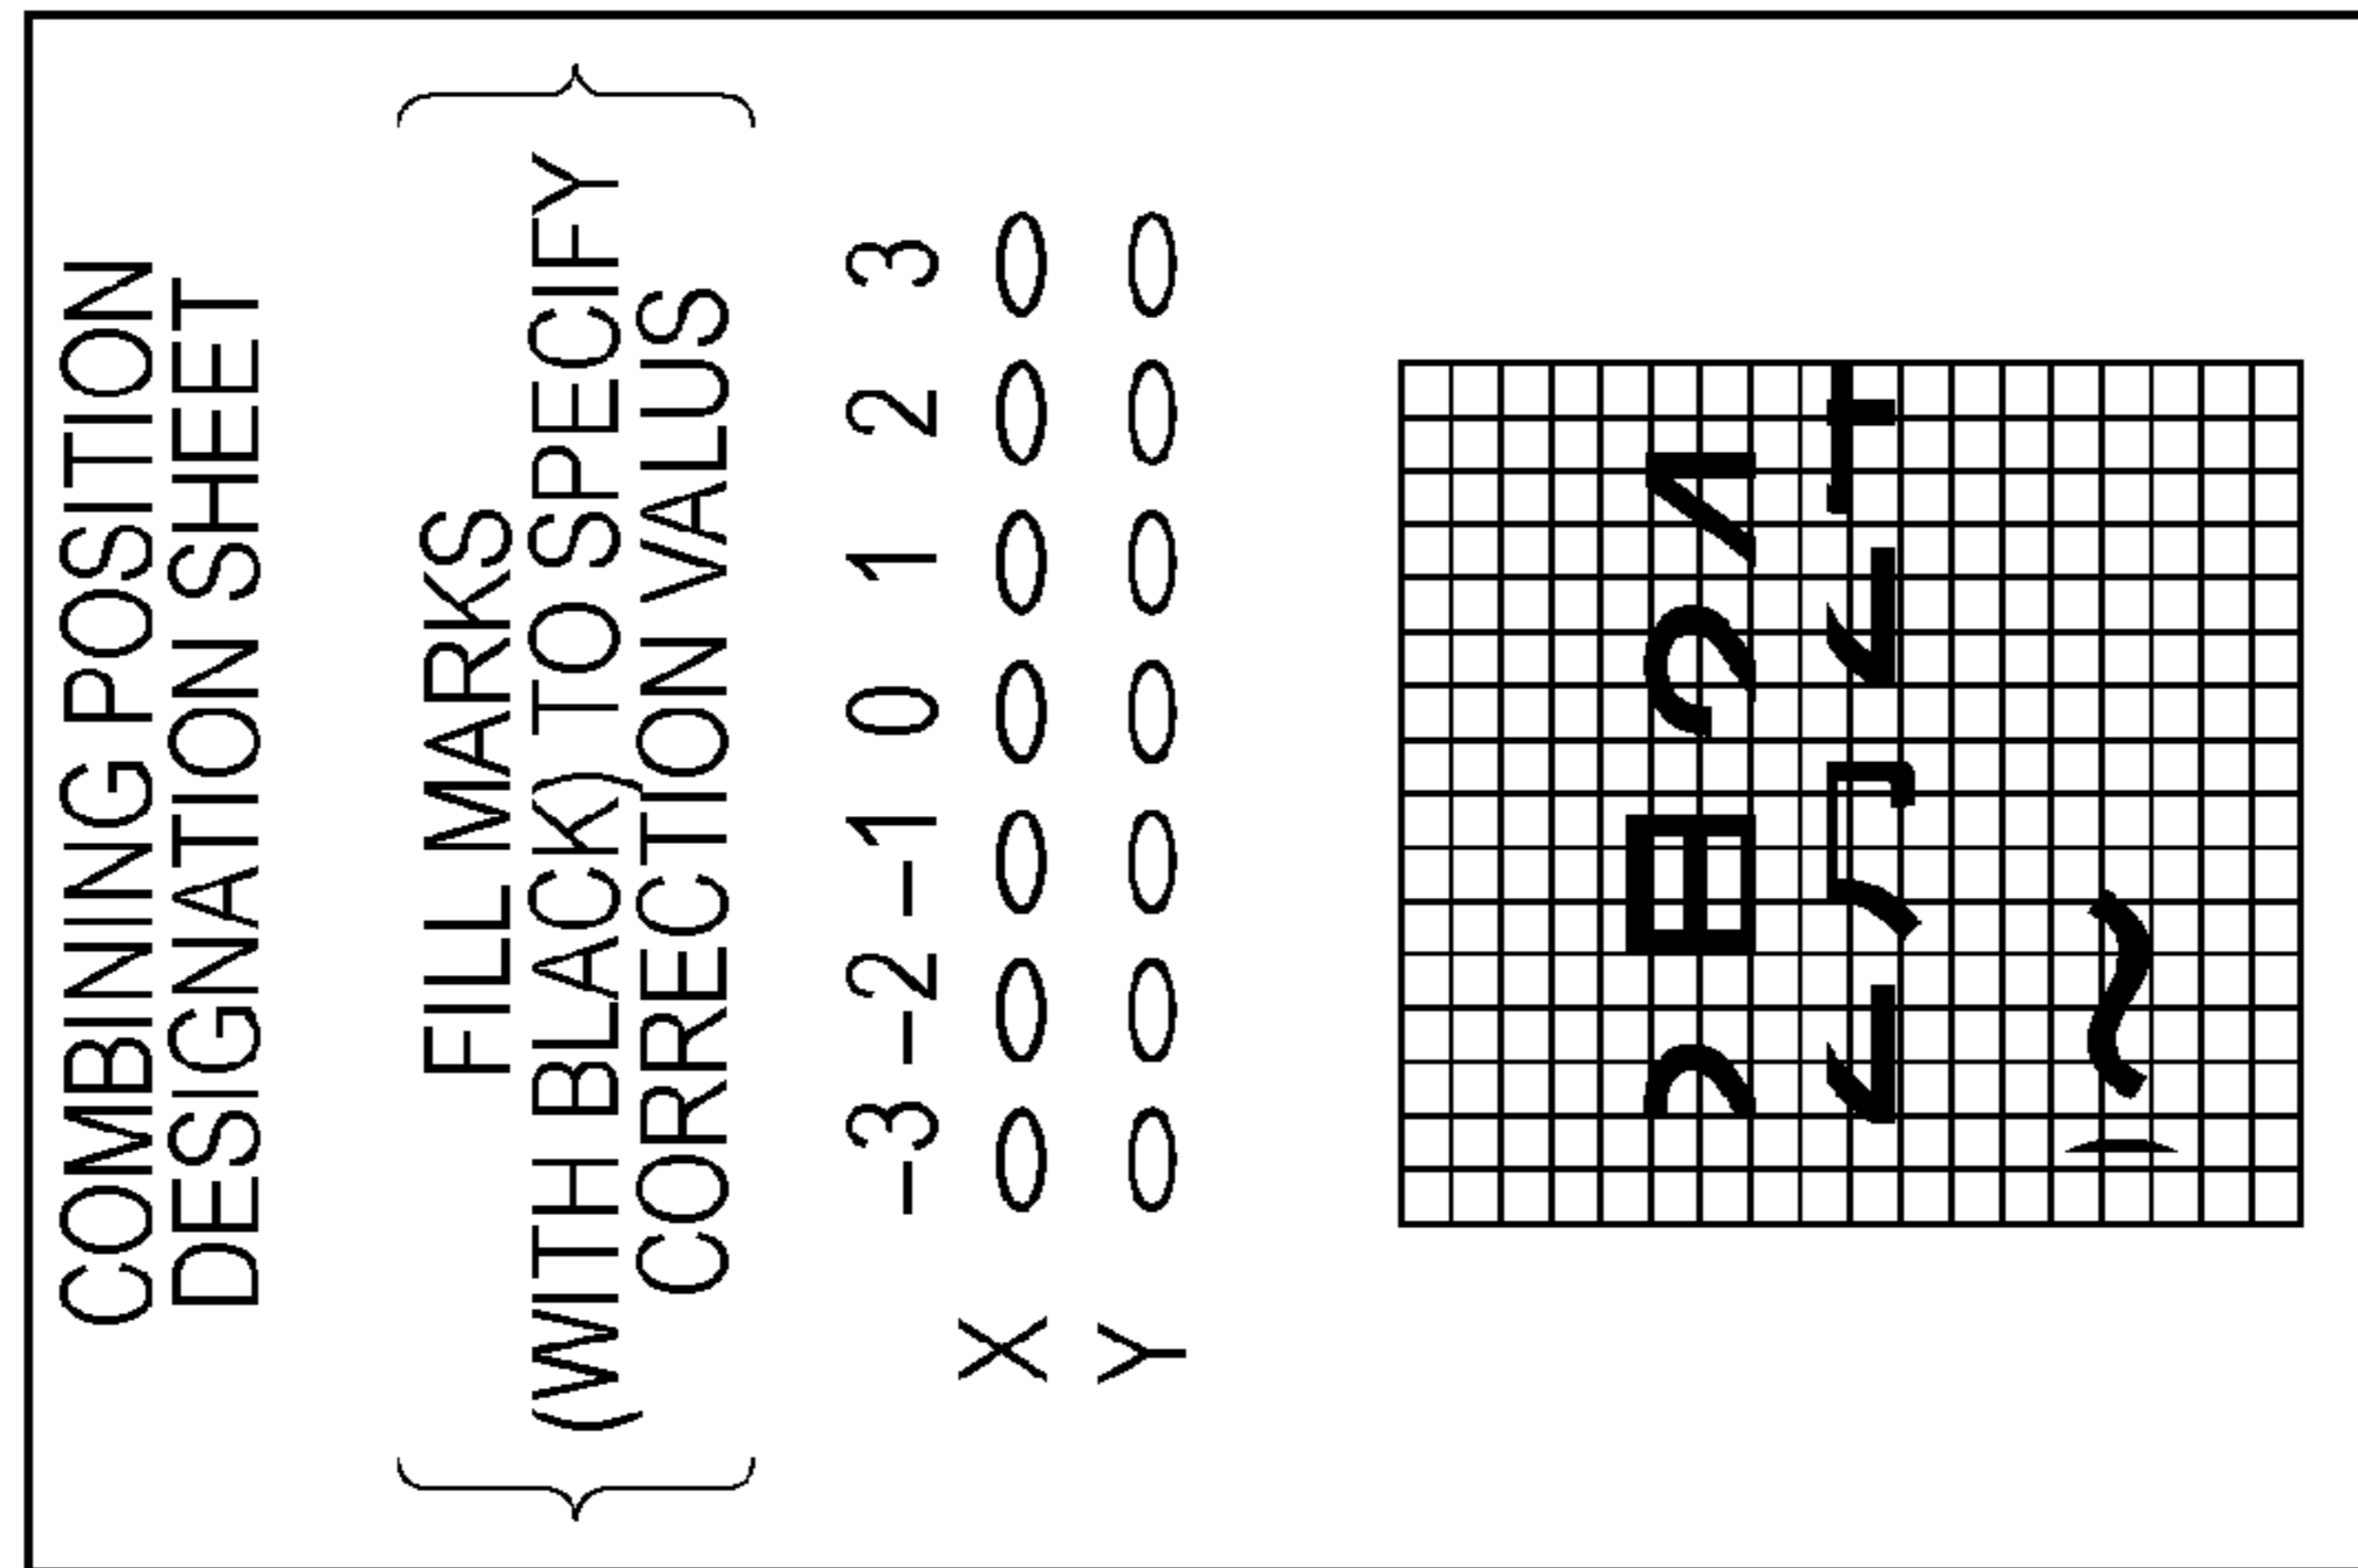 COMBINING POSITION
DESIGNATION SHEET
FILL MARKS
(WITH BLACK) TO SPECIFY
CORRECTION VALUS
-3 -2 -1 0 1 2 3
X
Y